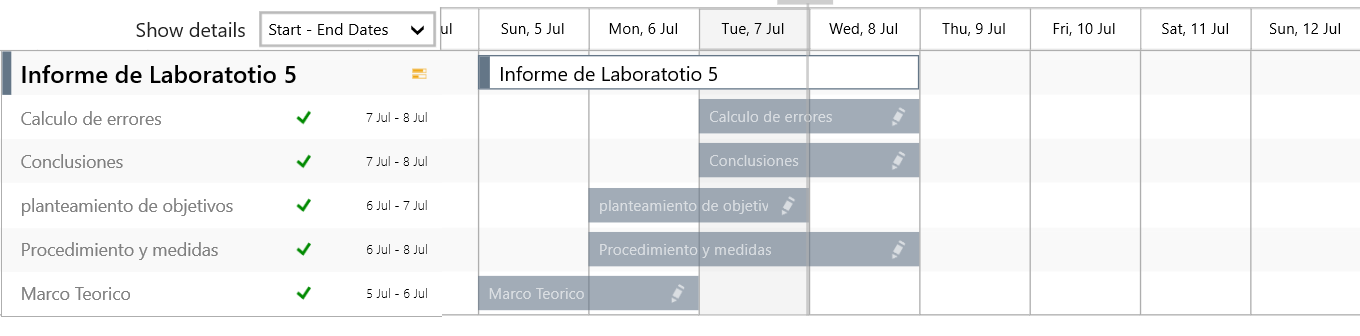 Show details Start - End Dates ul Sun, 5 Jul Mon, 6 Jul Tue, 7 Jul Wed, 8 Jul Thu, 9 Jul Fri, 10 Jul Sat, 11 Jul Sun, 12 Jul
Informe de Laboratotio 5 Informe de Laboratotio 5
Calculo de errores 7 Jul - 8 Jul Calculo de errores
Conclusiones 7 Jul - 8 Jul Conclusiones
planteamiento de objetivos 6 Jul - 7 Jul planteamiento de objetiv
Procedimiento y medidas 6 Jul - 8 Jul Procedimiento y medidas
Marco Teorico 5 Jul - 6 Jul Marco Teorico